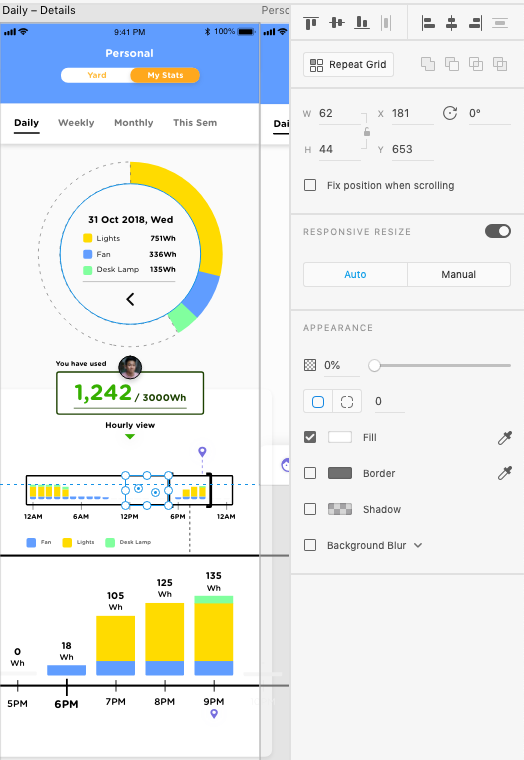 Daily – Details
Perso
9:41 PM
100%
Personal
Yard
My Stats
Daily
Weekly
Monthly
This Sem
Dai
31 Oct 2018, Wed
Lights 751Wh
Fan 336Wh
Desk Lamp 135Wh
You have used
1,242 / 3000Wh
Hourly view
12AM 6AM 12PM 6PM 12AM
Fan Lights Desk Lamp
0
Wh
18
Wh
105
Wh
125
Wh
135
Wh
5PM 6PM 7PM 8PM 9PM
Repeat Grid
W 62 X 181 0°
H 44 Y 653
Fix position when scrolling
RESPONSIVE RESIZE
Auto Manual
APPEARANCE
0%
0
Fill
Border
Shadow
Background Blur